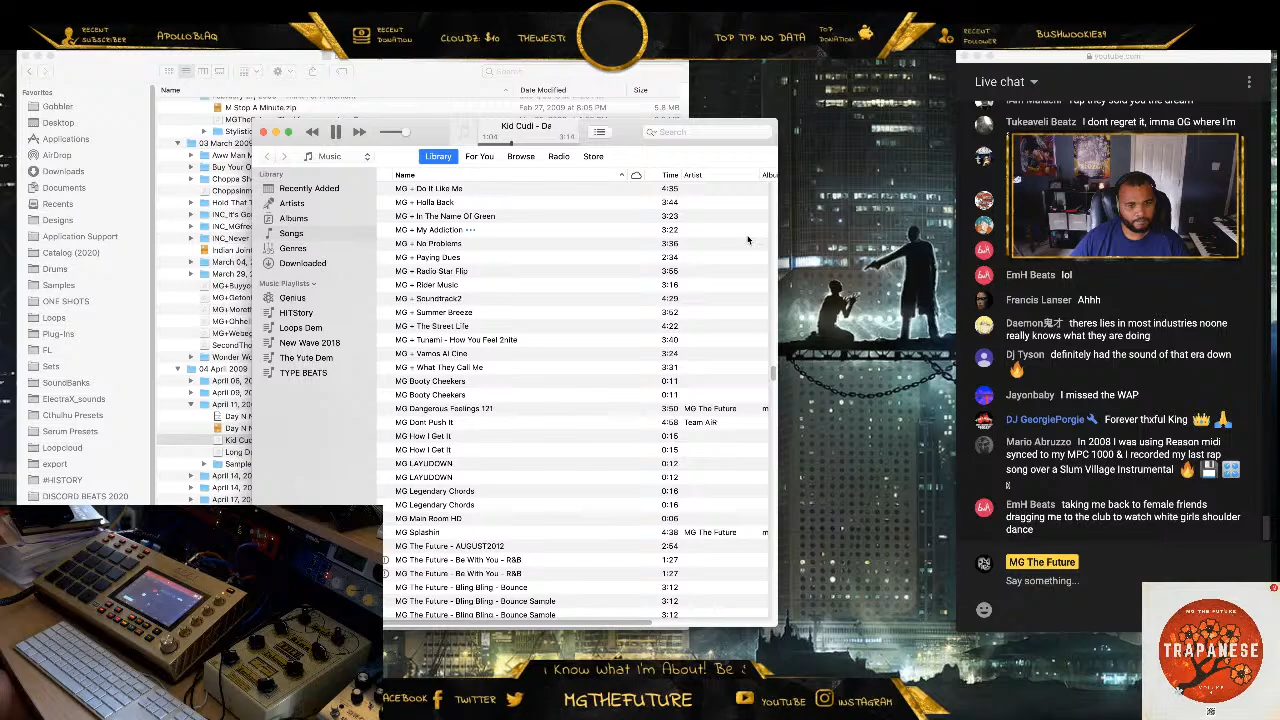 RECENT SUBSCRIBER
APOLLOBLAQ
RECENT DONATION
TOP TIP: NO DATA
TOP DONATION
RECENT FOLLOWER
BUSHWOOKIE39
Search
Name
Date Modified
Size
Favorites
Gobbler
Desktop
Applications
AirDrop
Downloads
Documents
Recents
Designs
Application Support
Catalog (2020)
Drums
Samples
ONE SHOTS
Loops
Plug-Ins
FL
Sets
SoundBanks
ElectraX_sounds
Cthulhu Presets
Serum Presets
Loopcloud
export
#HISTORY
DISCORD BEATS 2020
M Stop A Minute.zip
Feb 27, 2009 at 8:05 PM
5.8 MB
03 March 2009
04 April 2009
Kid Cudi - Da
1:04
3:14
Search
Music
Library
For You
Browse
Radio
Store
Library
Recently Added
Artists
Albums
Songs
Genres
Downloaded
Music Playlists
Genius
HITStory
Loops Dem
New Wave 2018
The Yute Dem
TYPE BEATS
Name
Time
Artist
MG + Do It Like Me 4:35
MG + Holla Back 3:44
MG + In The Name Of Green 3:23
MG + My Addiction 3:22
MG + No Problems 3:36
MG + Paying Dues 2:34
MG + Radio Star Flip 3:55
MG + Rider Music 3:16
MG + Soundtrack2 4:29
MG + Summer Breeze 3:52
MG + The Street Life 4:22
MG + Tunami - How You Feel 2nite 3:40
MG + Vamos Al Cine 3:24
MG + What They Call Me 3:31
MG Booty Cheekers 0:11
MG Booty Cheekers 0:11
MG Dangerous Feelings 121 3:50 MG The Future
MG Dont Push It 4:58 Team AiR
MG How I Get It 0:15
MG How I Get It 0:15
MG LAYUDOWN 0:12
MG LAYUDOWN 0:12
MG Legendary Chords 0:16
MG Legendary Chords 0:16
MG Main Room HD 0:06
MG Splashin 4:38 MG The Future
MG The Future - AUGUST2012 2:54
MG The Future - Be With You - R&B 1:27
MG The Future - Be With You - R&B 1:27
MG The Future - Bling Bling - Bounce 3:12
MG The Future - Bling Bling - Bounce Sample 3:12
youtube.com
Live chat
Tukeaveli Beatz I dont regret it, imma OG where I'm
EmH Beats lol
Francis Lanser Ahhh
Daemon鬼才 theres lies in most industries noone
really knows what they are doing
Dj Tyson definitely had the sound of that era down
Jayonbaby I missed the WAP
DJ GeorgiePorgie Forever thxful King
Mario Abruzzo In 2008 I was using Reason midi
synced to my MPC 1000 & I recorded my last rap
song over a Slum Village Instrumental
EmH Beats taking me back to female friends
dragging me to the club to watch white girls shoulder
dance
MG The Future
Say something...
MG THE FUTURE
TRAPANESE
i Know what I'm About! Be
ACEBOOK
TWITTER
MGTHEFUTURE
YOUTUBE
INSTAGRAM